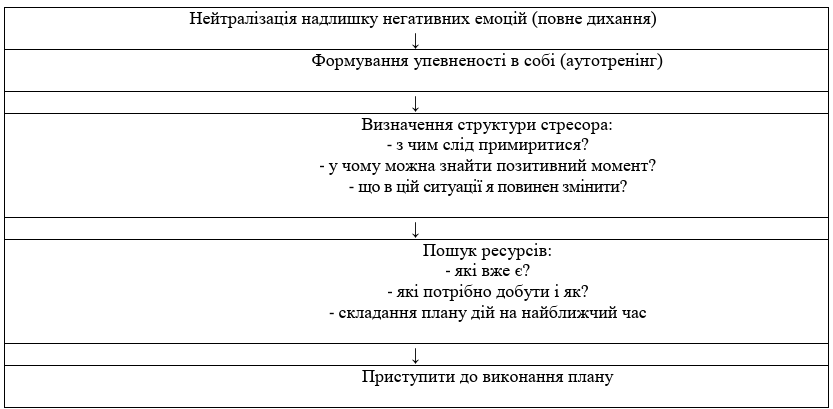 Нейтралізація надлишку негативних емоцій (повне дихання)
↓
Формування упевненості в собі (аутотренінг)
↓
Визначення структури стресора:
- з чим слід примиритися?
- у чому можна знайти позитивний момент?
- що в цій ситуації я повинен змінити?
↓
Пошук ресурсів:
- які вже є?
- які потрібно добути і як?
- складання плану дій на найближчий час
↓
Приступити до виконання плану